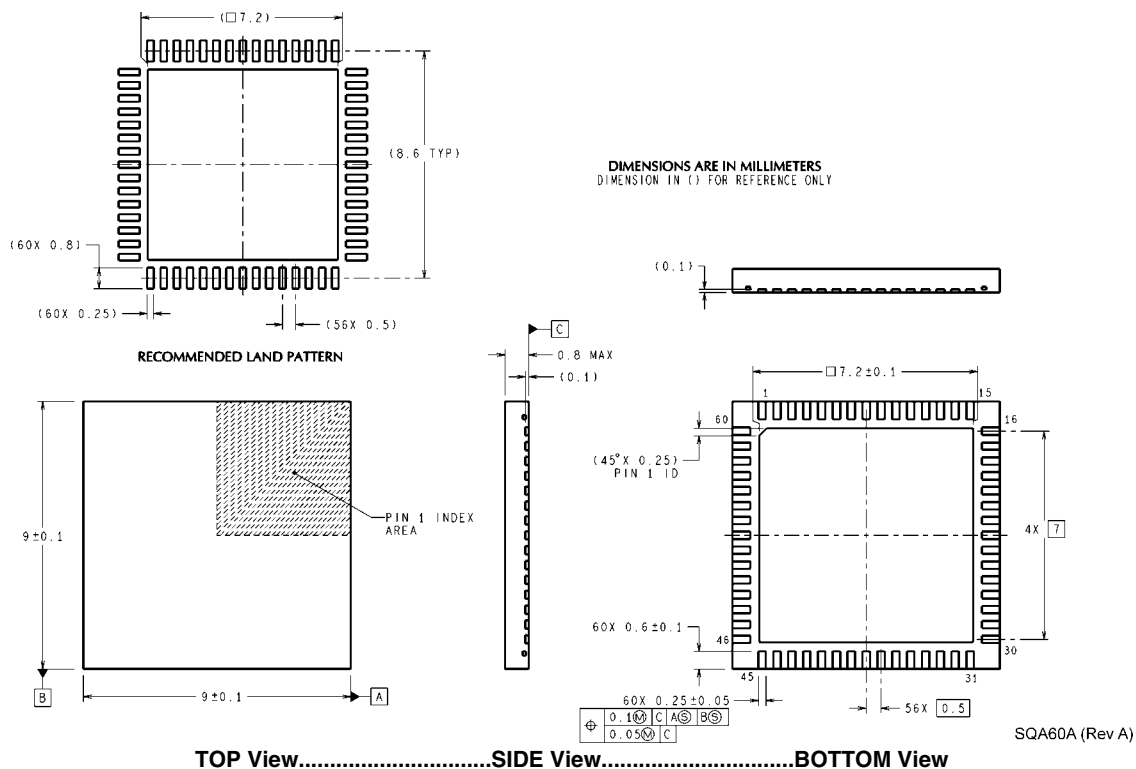 (□7.2)
(8.6 TYP)
DIMENSIONS ARE IN MILLIMETERS
DIMENSION IN () FOR REFERENCE ONLY
(60X 0.8)
(0.1)
(60X 0.25)
(56X 0.5)
C
RECOMMENDED LAND PATTERN
0.8 MAX
(0.1)
□7.2±0.1
1
15
60
16
(45°X 0.25)
PIN 1 ID
PIN 1 INDEX
AREA
9±0.1
4X 7
60X 0.6±0.1
46
30
45
31
B
9±0.1
A
60X 0.25±0.05
56X 0.5
⌖ 0.1Ⓜ C AⓈ BⓈ
0.05Ⓜ C
SQA60A (Rev A)
TOP View...............................SIDE View...............................BOTTOM View